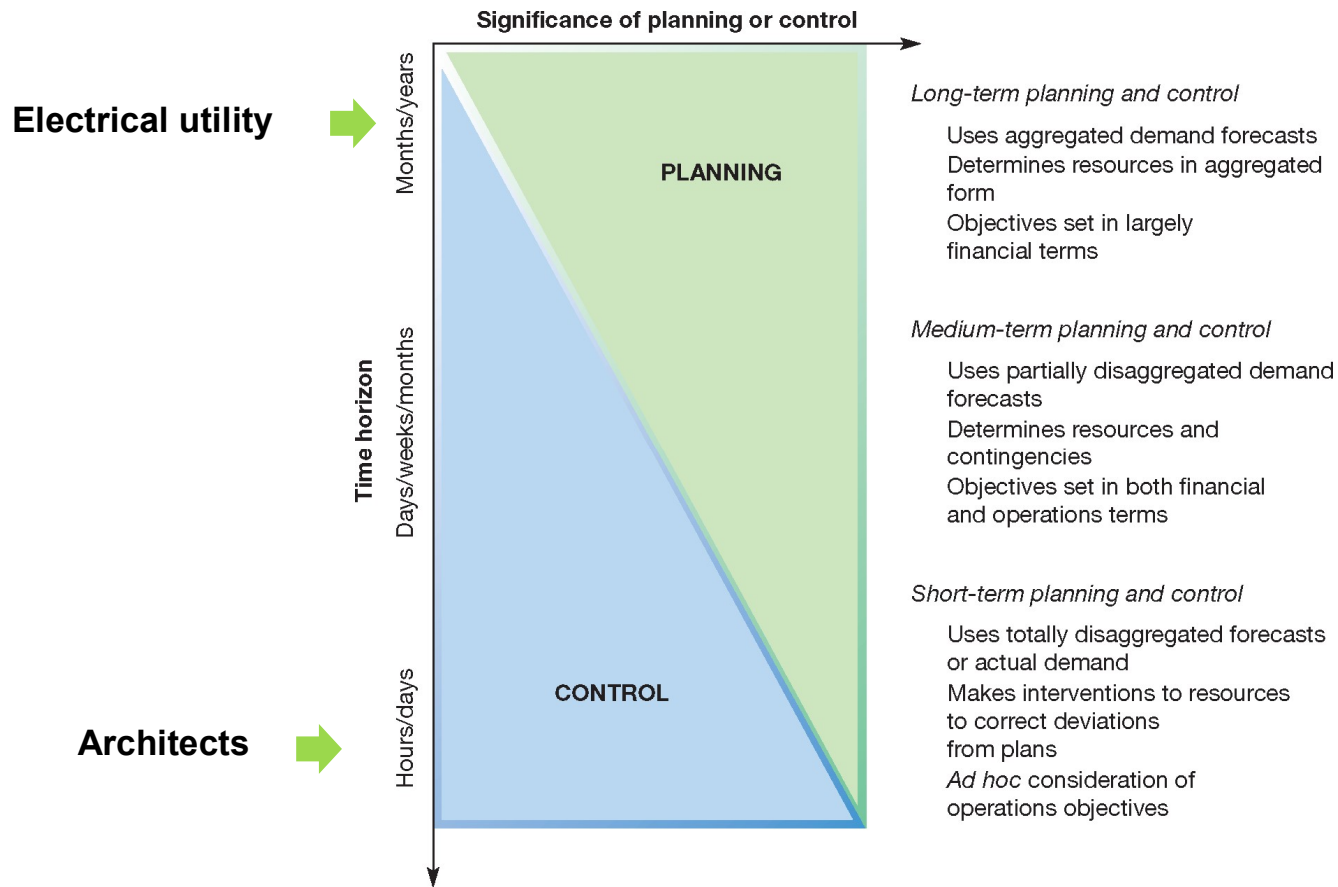 Significance of planning or control
Electrical utility
Architects
Time horizon
Months/years
Days/weeks/months
Hours/days
PLANNING
CONTROL
Long-term planning and control
Uses aggregated demand forecasts
Determines resources in aggregated
form
Objectives set in largely
financial terms
Medium-term planning and control
Uses partially disaggregated demand
forecasts
Determines resources and
contingencies
Objectives set in both financial
and operations terms
Short-term planning and control
Uses totally disaggregated forecasts
or actual demand
Makes interventions to resources
to correct deviations
from plans
Ad hoc consideration of
operations objectives